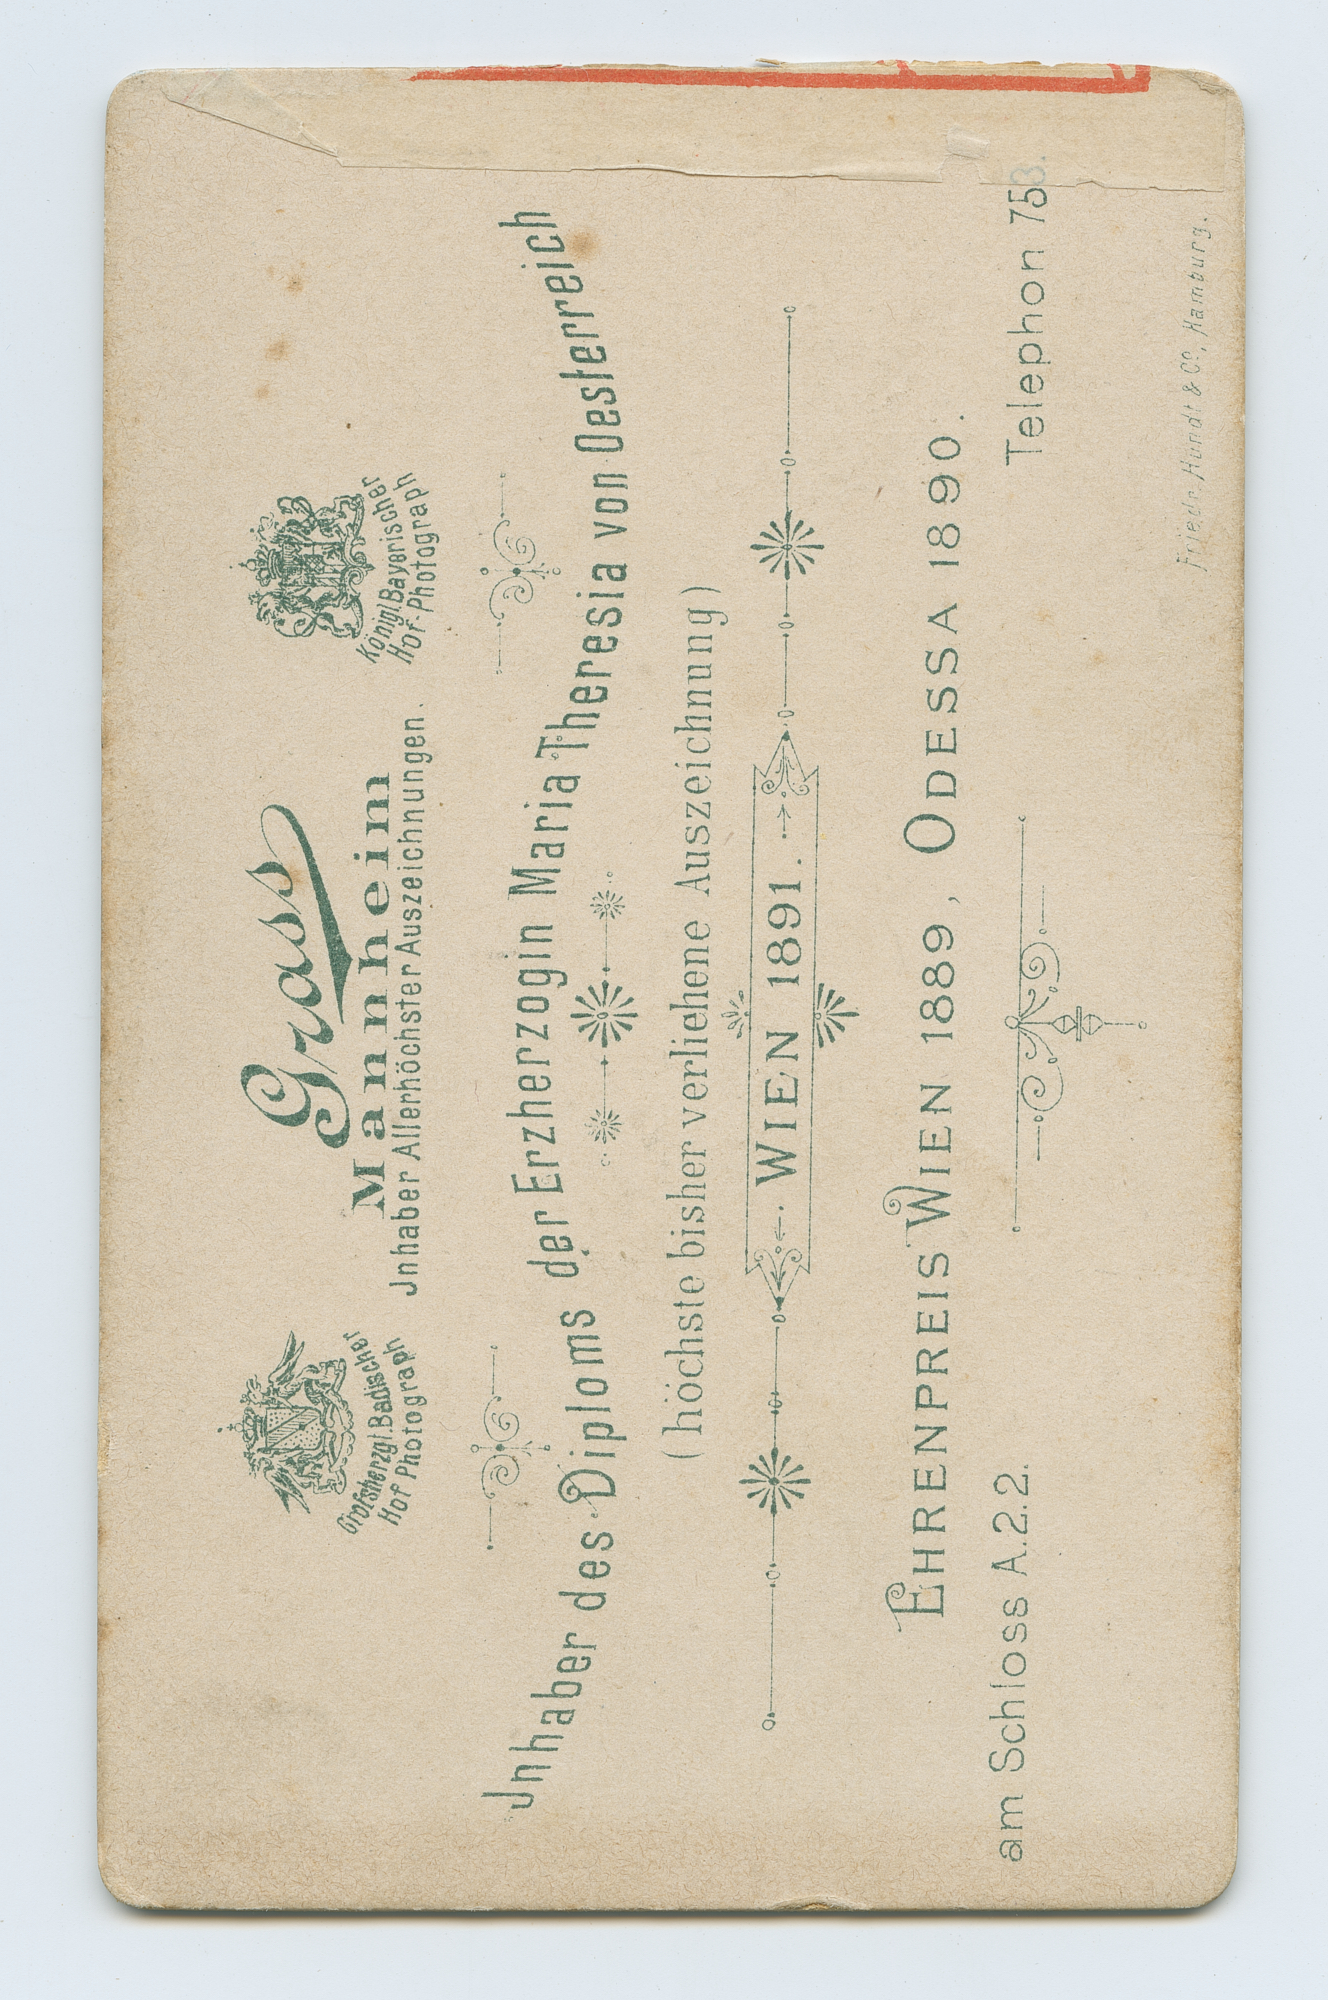 Grass
Mannheim
Jnhaber Allerhöchster Auszeichnungen.
Grofsherzgl. Badischer
Hof Photograph
Königl. Bayerischer
Hof-Photograph
Jnhaber des Diploms der Erzherzogin Maria Theresia von Oesterreich
(höchste bisher verliehene Auszeichnung)
WIEN 1891.
EHRENPREIS WIEN 1889, ODESSA 1890.
am Schloss A.2.2.
Telephon 753.
Friedr. Hundt & Co, Hamburg.